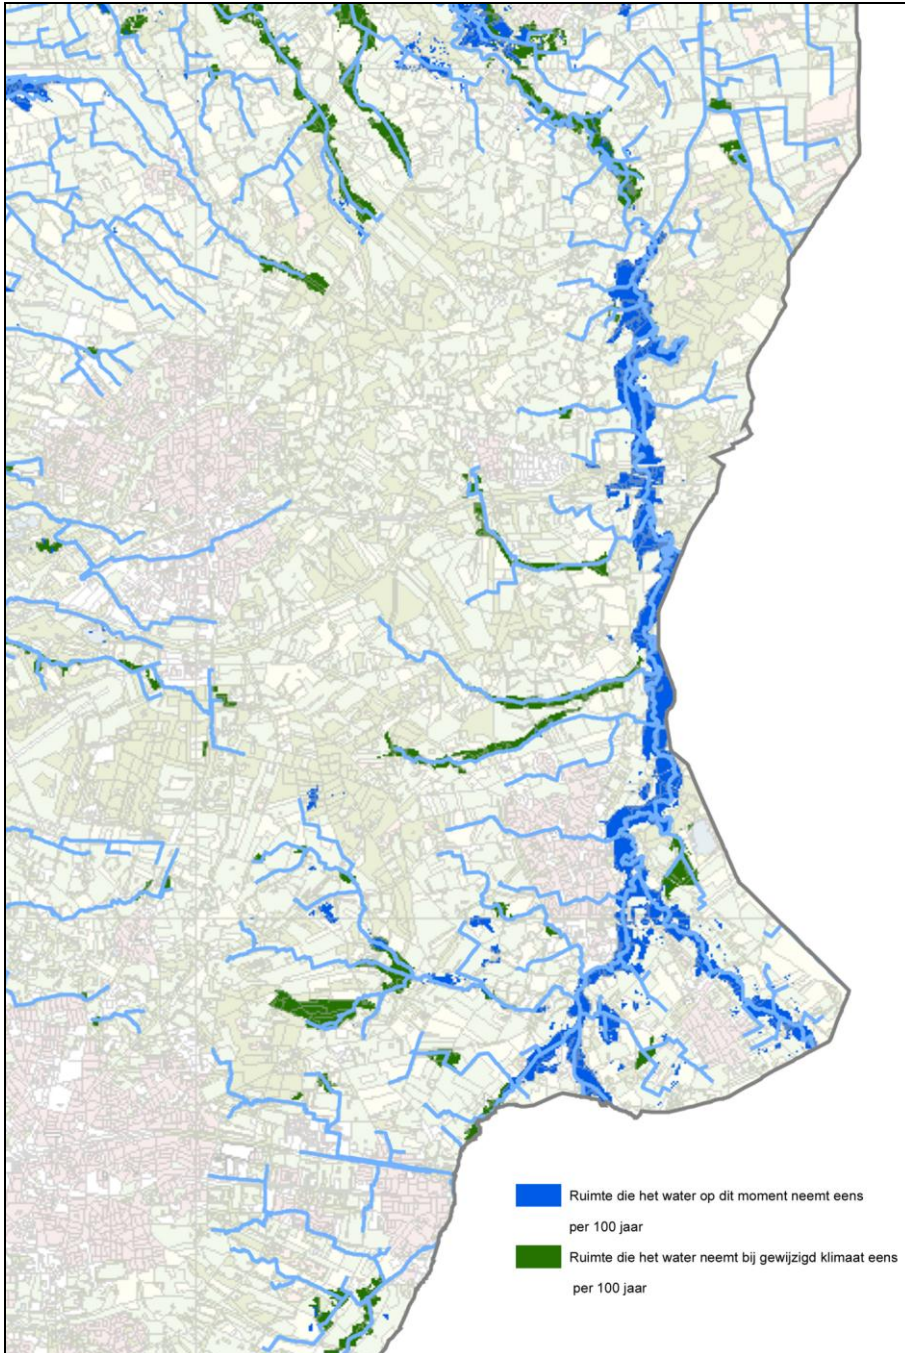 Ruimte die het water op dit moment neemt eens
per 100 jaar
Ruimte die het water neemt bij gewijzigd klimaat eens
per 100 jaar